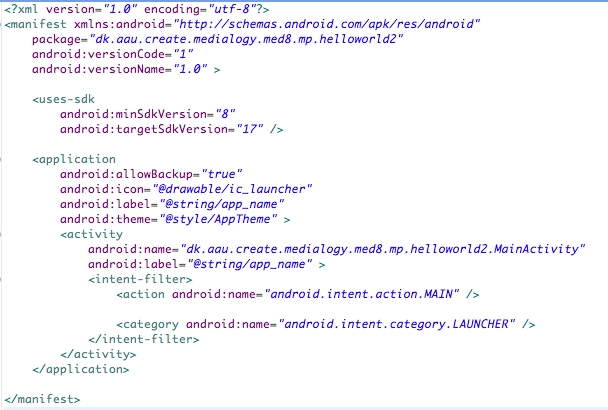 <?xml version="1.0" encoding="utf-8"?>
<manifest xmlns:android="http://schemas.android.com/apk/res/android"
    package="dk.aau.create.medialogy.med8.mp.helloworld2"
    android:versionCode="1"
    android:versionName="1.0" >

    <uses-sdk
        android:minSdkVersion="8"
        android:targetSdkVersion="17" />

    <application
        android:allowBackup="true"
        android:icon="@drawable/ic_launcher"
        android:label="@string/app_name"
        android:theme="@style/AppTheme" >
        <activity
            android:name="dk.aau.create.medialogy.med8.mp.helloworld2.MainActivity"
            android:label="@string/app_name" >
            <intent-filter>
                <action android:name="android.intent.action.MAIN" />

                <category android:name="android.intent.category.LAUNCHER" />
            </intent-filter>
        </activity>
    </application>

</manifest>